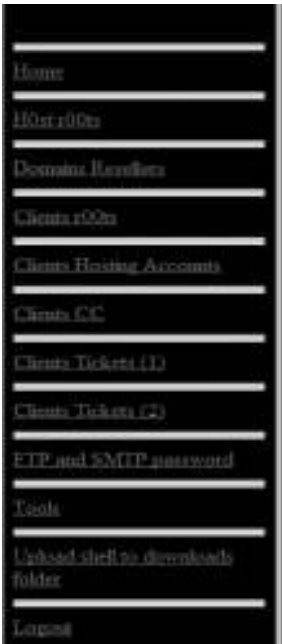 Home
H0st r00ts
Domains Resellers
Clients r00ts
Clients Hosting Accounts
Clients CC
Clients Tickets (1)
Clients Tickets (2)
FTP and SMTP password
Tools
Upload shell to downloads
folder
Logout